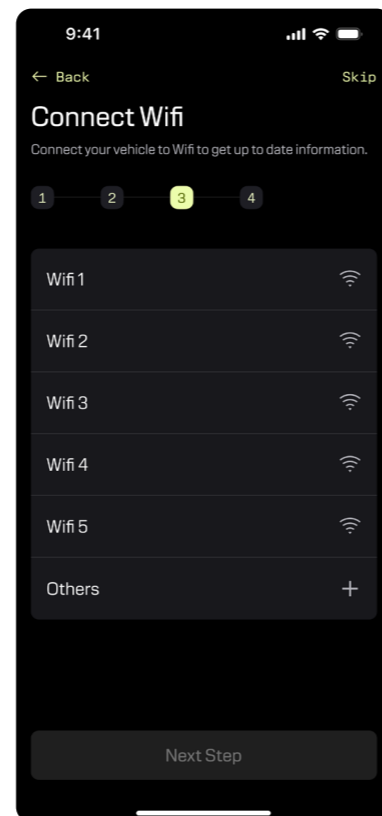 9:41
← Back Skip
Connect Wifi
Connect your vehicle to Wifi to get up to date information.
1 2 3 4
Wifi 1
Wifi 2
Wifi 3
Wifi 4
Wifi 5
Others +
Next Step